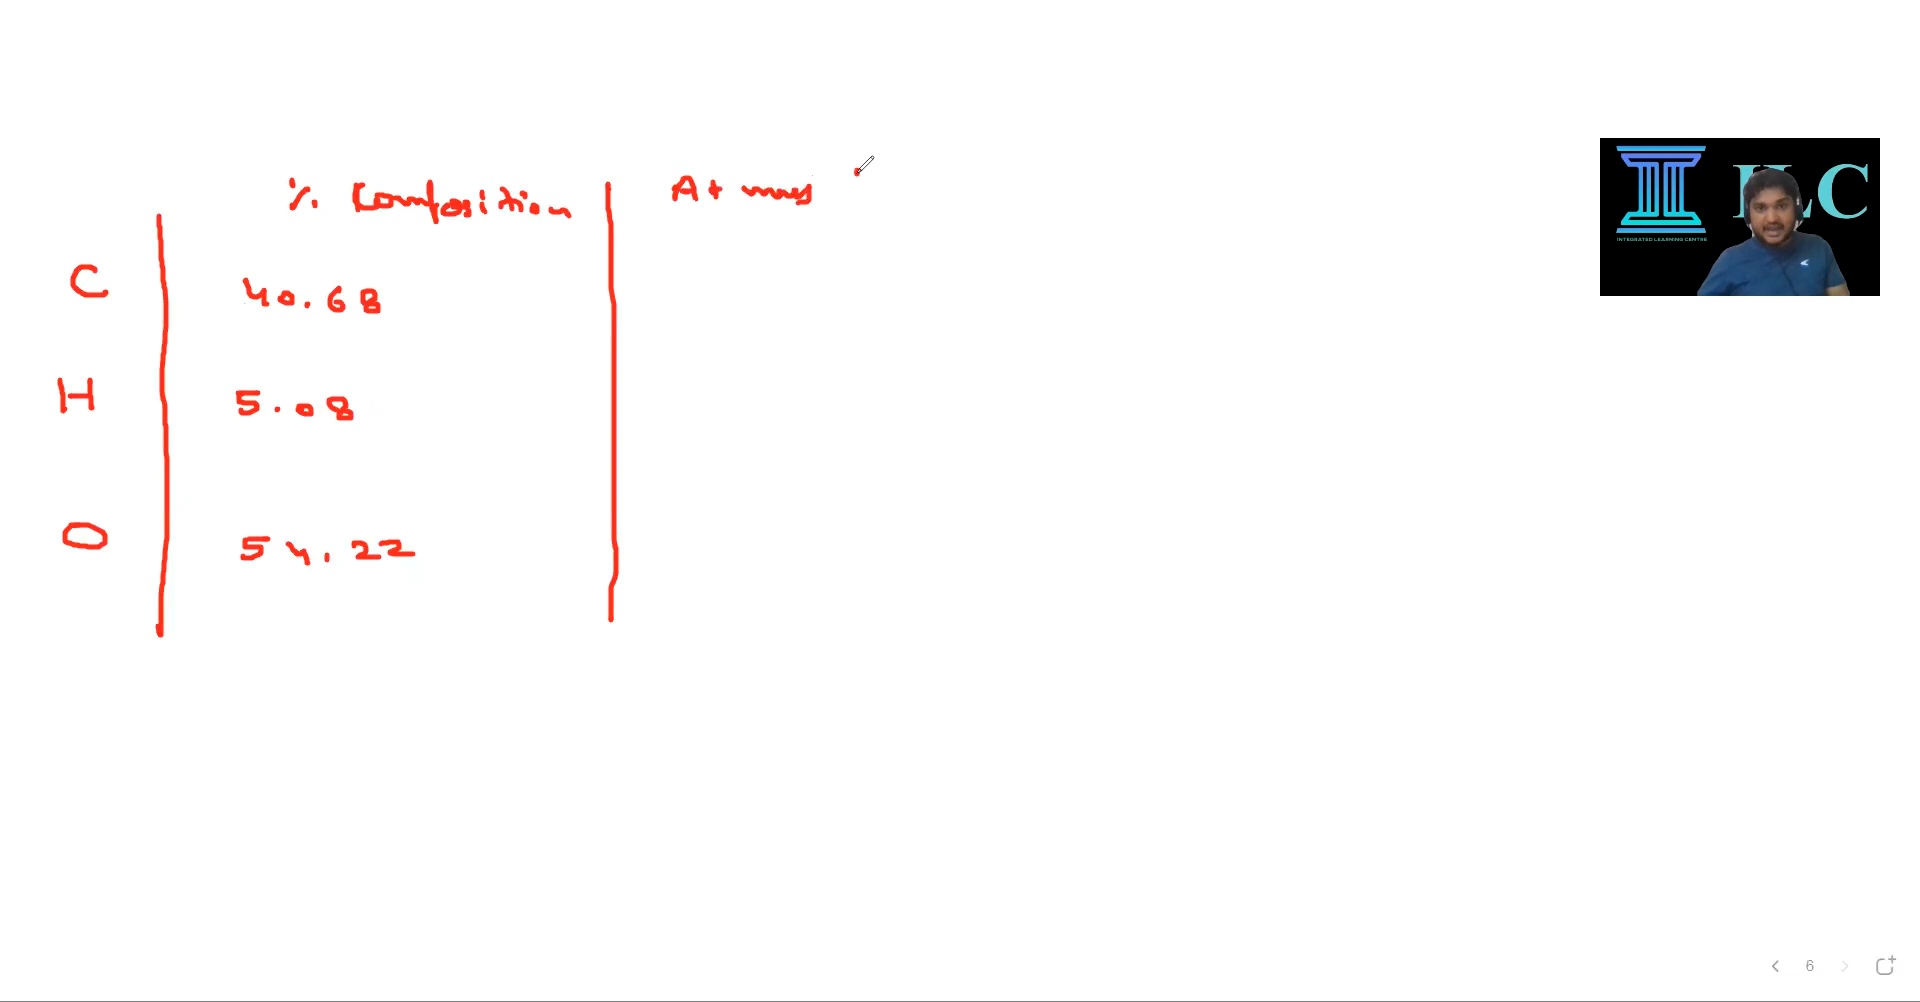 % Composition At mass
C 40.68
H 5.08
O 54.22
ILC
INTEGRATED LEARNING CENTRE
6